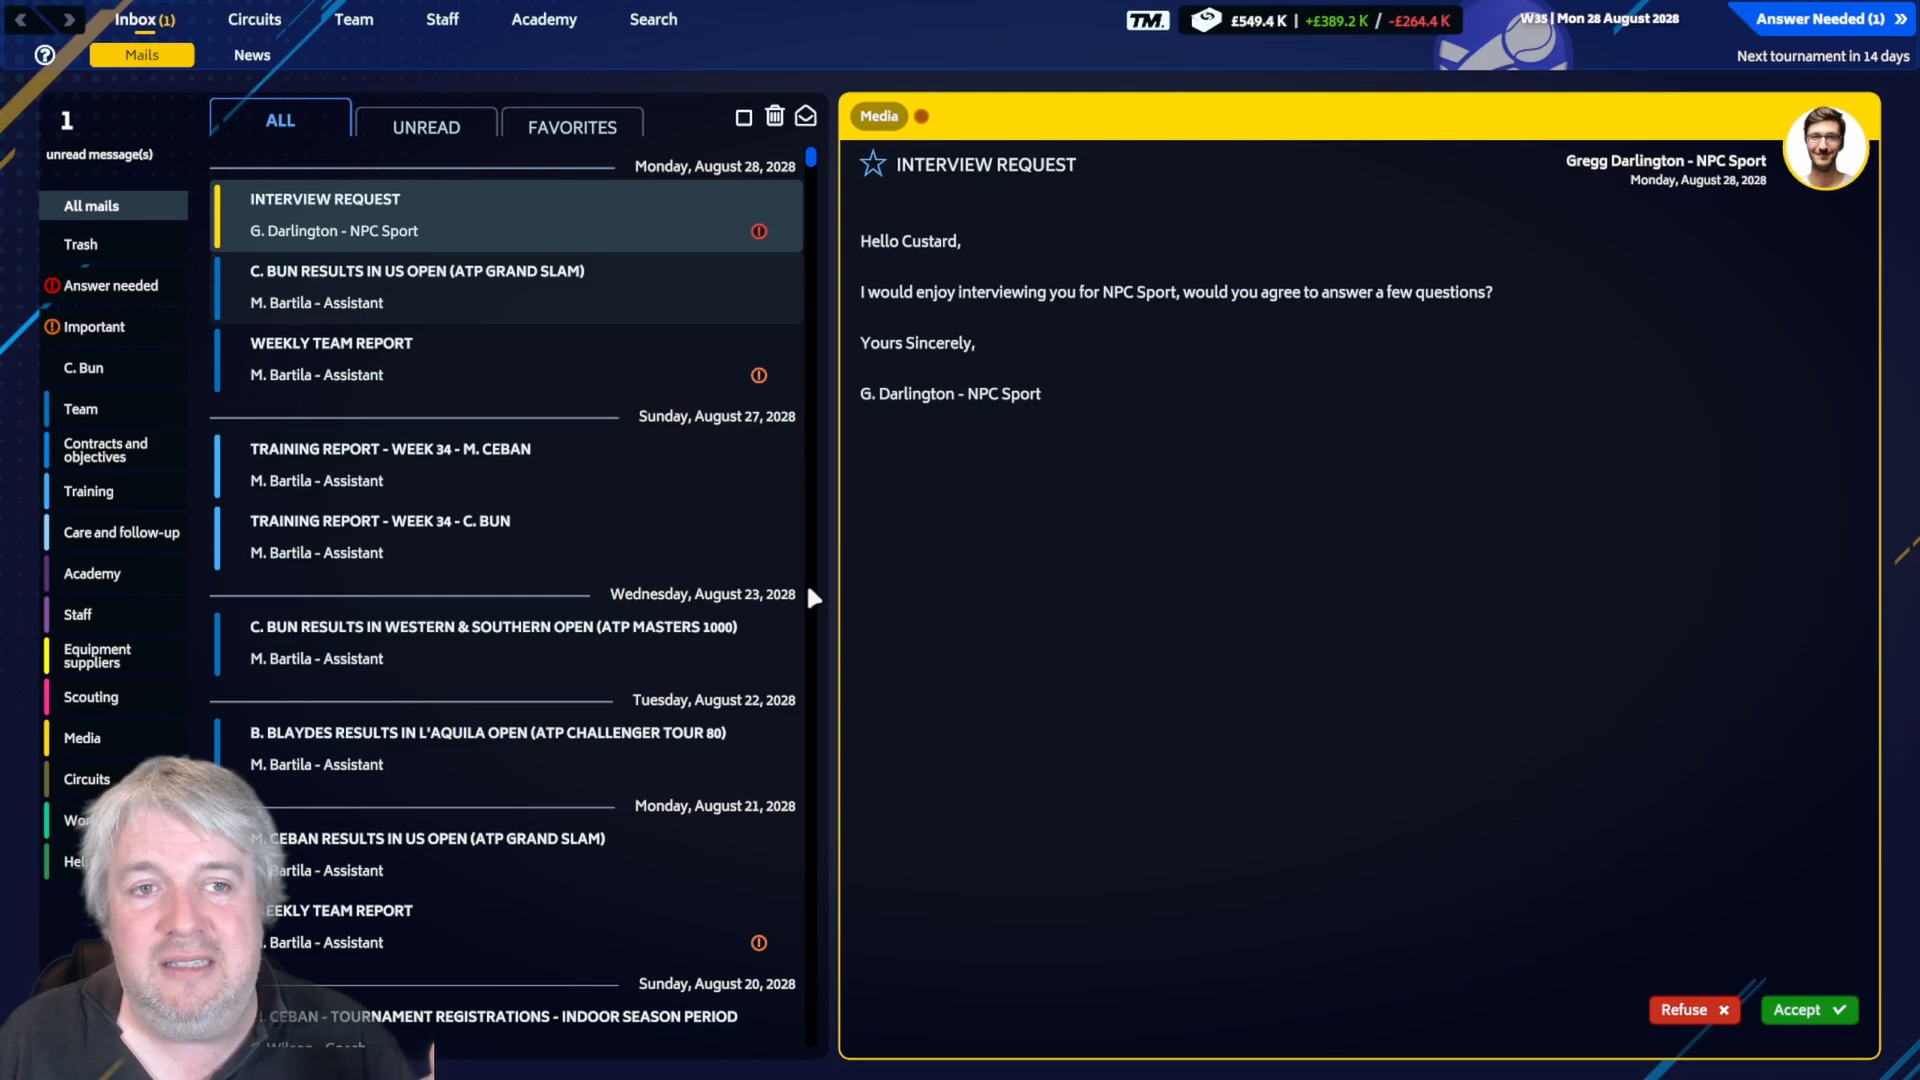 Inbox (1)
Circuits
Team
Staff
Academy
Search
TM.
£549.4 K | +£389.2 K / -£264.4 K
W35 | Mon 28 August 2028
Answer Needed (1)
Mails
News
Next tournament in 14 days
1
unread message(s)
All mails
Trash
Answer needed
Important
C. Bun
Team
Contracts and
objectives
Training
Care and follow-up
Academy
Staff
Equipment
suppliers
Scouting
Media
Circuits
ALL
UNREAD
FAVORITES
Monday, August 28, 2028
INTERVIEW REQUEST
G. Darlington - NPC Sport
C. BUN RESULTS IN US OPEN (ATP GRAND SLAM)
M. Bartila - Assistant
WEEKLY TEAM REPORT
M. Bartila - Assistant
Sunday, August 27, 2028
TRAINING REPORT - WEEK 34 - M. CEBAN
M. Bartila - Assistant
TRAINING REPORT - WEEK 34 - C. BUN
M. Bartila - Assistant
Wednesday, August 23, 2028
C. BUN RESULTS IN WESTERN & SOUTHERN OPEN (ATP MASTERS 1000)
M. Bartila - Assistant
Tuesday, August 22, 2028
B. BLAYDES RESULTS IN L'AQUILA OPEN (ATP CHALLENGER TOUR 80)
M. Bartila - Assistant
Monday, August 21, 2028
M. CEBAN RESULTS IN US OPEN (ATP GRAND SLAM)
Bartila - Assistant
EEKLY TEAM REPORT
. Bartila - Assistant
Sunday, August 20, 2028
. CEBAN - TOURNAMENT REGISTRATIONS - INDOOR SEASON PERIOD
Media
INTERVIEW REQUEST
Gregg Darlington - NPC Sport
Monday, August 28, 2028
Hello Custard,
I would enjoy interviewing you for NPC Sport, would you agree to answer a few questions?
Yours Sincerely,
G. Darlington - NPC Sport
Refuse
Accept